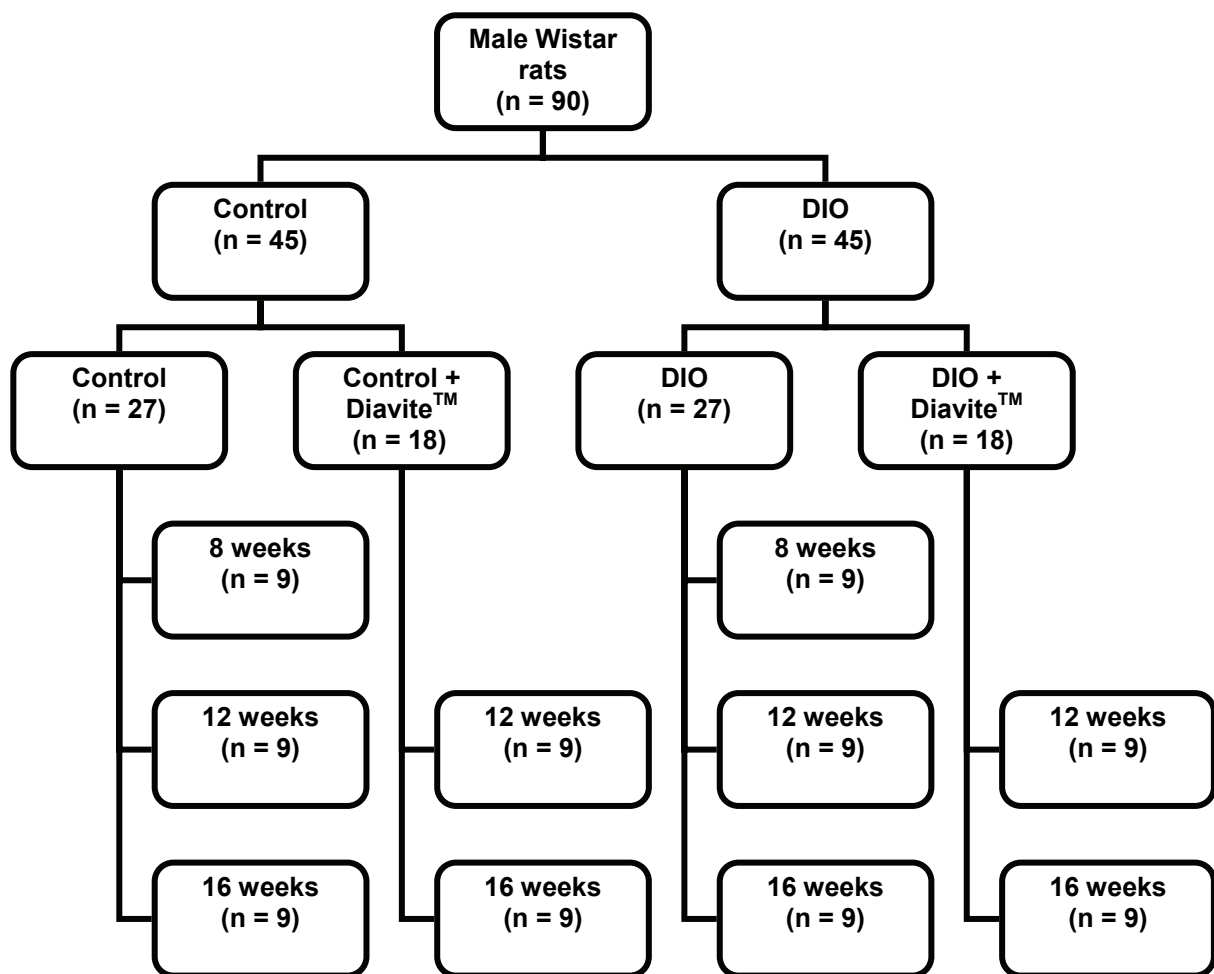 Male Wistar
rats
(n = 90)
Control
(n = 45)
DIO
(n = 45)
Control
(n = 27)
Control +
Diavite™
(n = 18)
DIO
(n = 27)
DIO +
Diavite™
(n = 18)
8 weeks
(n = 9)
8 weeks
(n = 9)
12 weeks
(n = 9)
12 weeks
(n = 9)
12 weeks
(n = 9)
12 weeks
(n = 9)
16 weeks
(n = 9)
16 weeks
(n = 9)
16 weeks
(n = 9)
16 weeks
(n = 9)